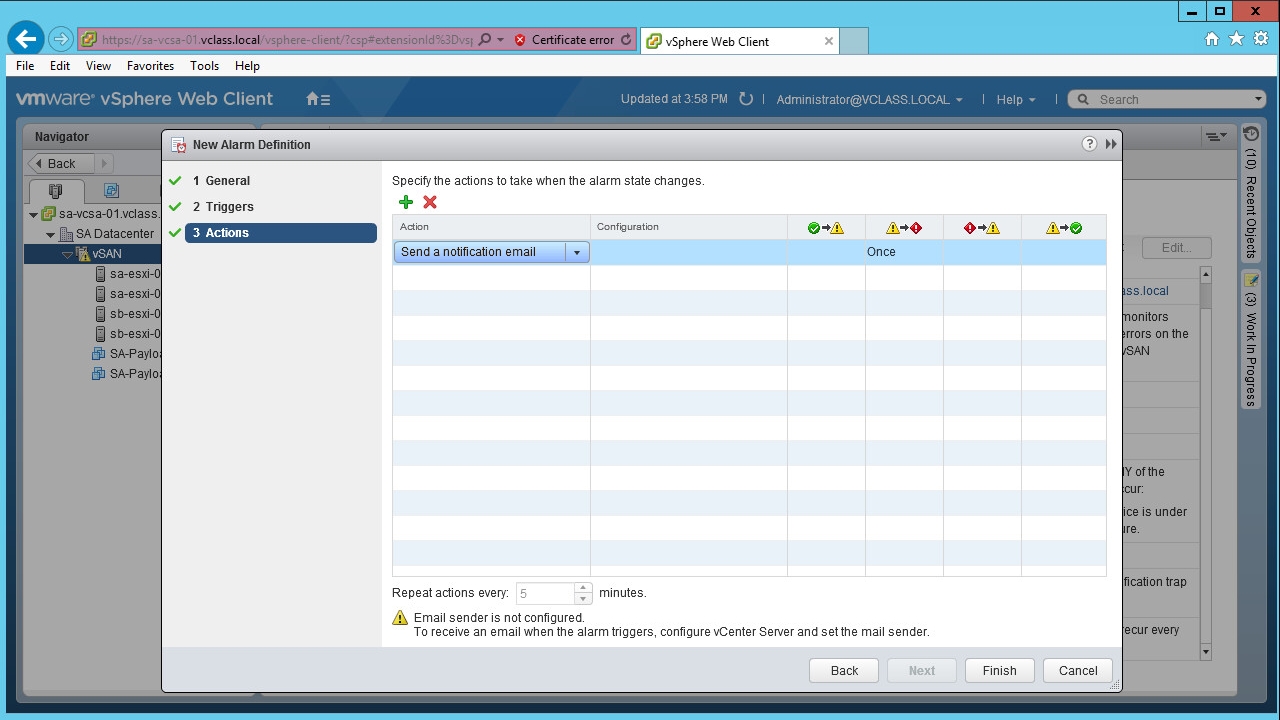 https://sa-vcsa-01.vclass.local/vsphere-client/?csp#extensionId%3Dvsp
Certificate error
vSphere Web Client
File Edit View Favorites Tools Help
vmware® vSphere Web Client
Updated at 3:58 PM
Administrator@VCLASS.LOCAL
Help
Search
Navigator
Back
sa-vcsa-01.vclass.
SA Datacenter
vSAN
sa-esxi-0
sa-esxi-0
sb-esxi-0
sb-esxi-0
SA-Payloa
SA-Payloa
New Alarm Definition
1 General
2 Triggers
3 Actions
Specify the actions to take when the alarm state changes.
Action Configuration
Send a notification email Once
Repeat actions every: 5 minutes.
Email sender is not configured.
To receive an email when the alarm triggers, configure vCenter Server and set the mail sender.
Back Next Finish Cancel
Edit...
ass.local
monitors
errors on the
vSAN
NY of the
ccur:
vice is under
ure.
ification trap
recur every
(10) Recent Objects
(3) Work In Progress